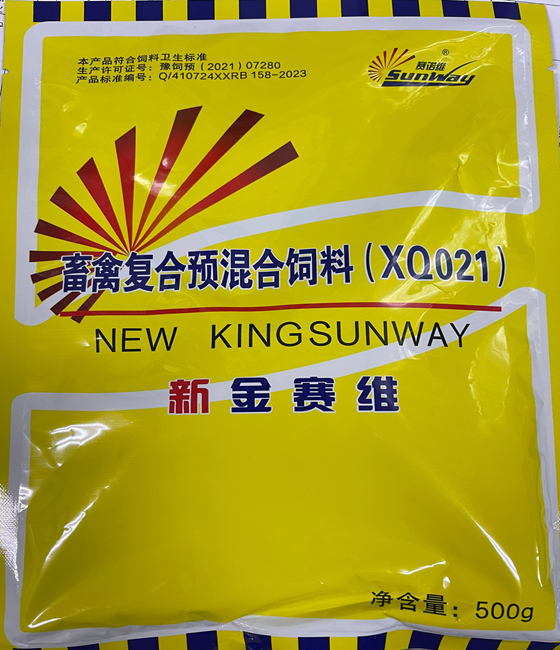 本产品符合饲料卫生标准
生产许可证号：豫饲预（2021）07280
产品标准编号：Q/410724XXRB 158-2023
®
赛诺维
SunWay
畜禽复合预混合饲料（XQ021）
NEW KINGSUNWAY
新金赛维
净含量：500g